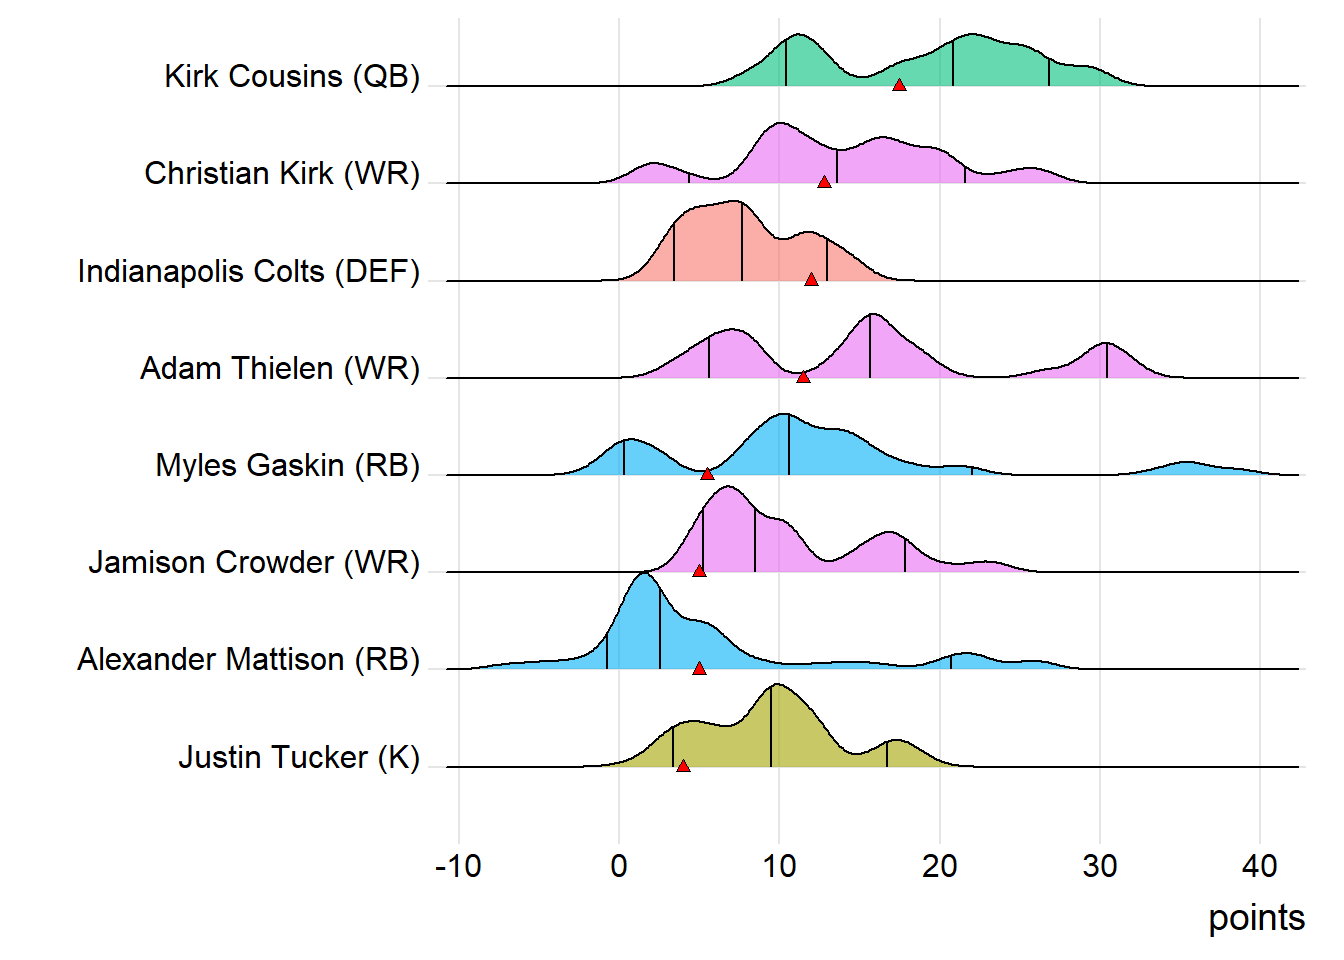 Kirk Cousins (QB)
Christian Kirk (WR)
Indianapolis Colts (DEF)
Adam Thielen (WR)
Myles Gaskin (RB)
Jamison Crowder (WR)
Alexander Mattison (RB)
Justin Tucker (K)
-10 0 10 20 30 40
points